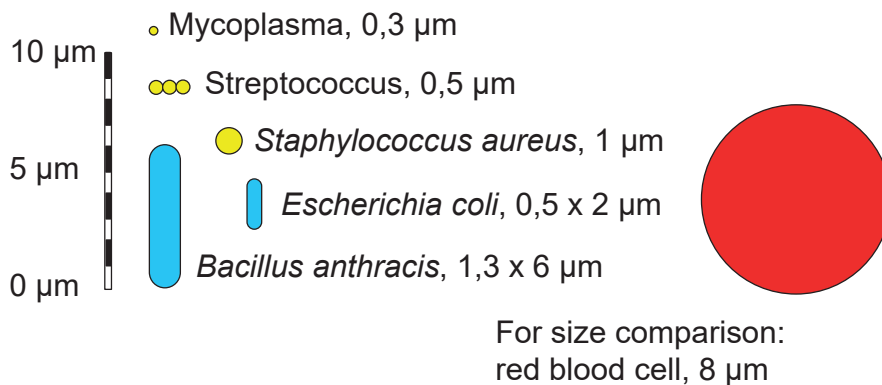 Mycoplasma, 0,3 µm
10 µm
Streptococcus, 0,5 µm
Staphylococcus aureus, 1 µm
5 µm
Escherichia coli, 0,5 x 2 µm
Bacillus anthracis, 1,3 x 6 µm
0 µm
For size comparison:
red blood cell, 8 µm